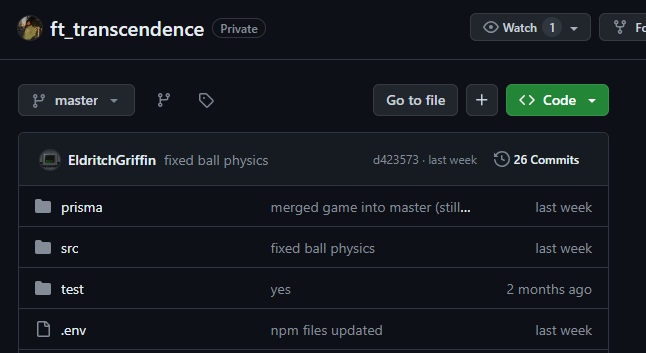 ft_transcendence Private Watch 1
master Go to file + Code
EldritchGriffin fixed ball physics d423573 · last week 26 Commits
prisma merged game into master (still... last week
src fixed ball physics last week
test yes 2 months ago
.env npm files updated last week